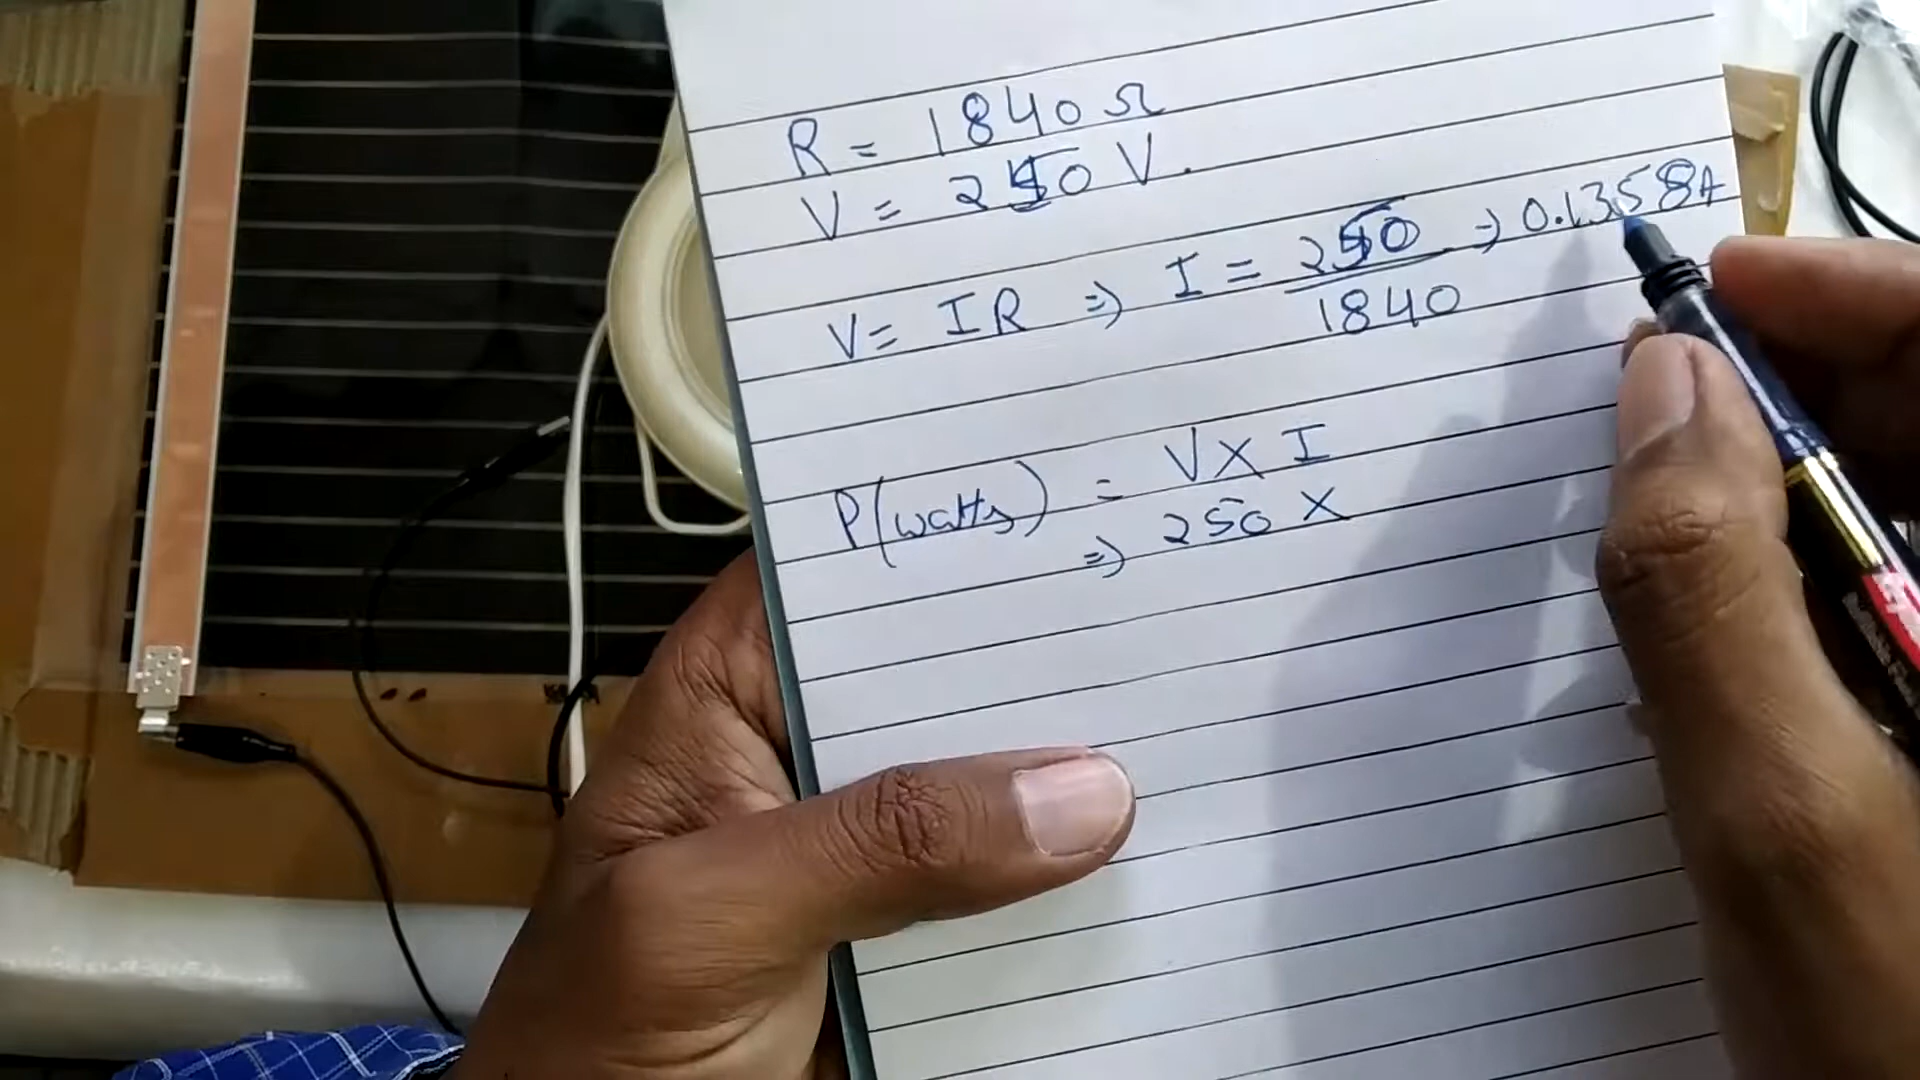 R = 1840 Ω
V = 250 V.
V = IR ⇒ I = 250/1840 ⇒ 0.1358A
P(watts) = V X I
⇒ 250 X